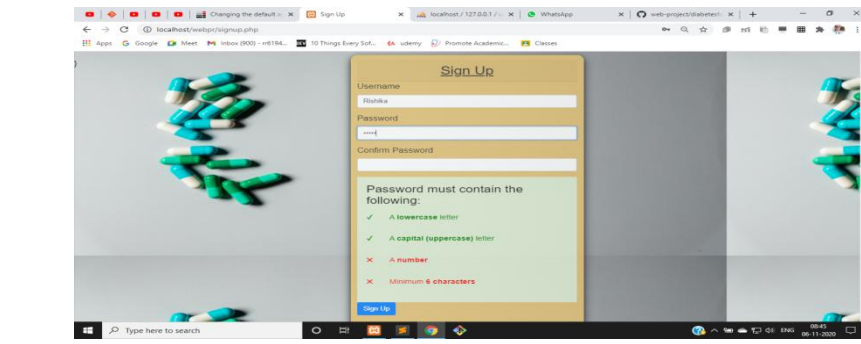 Changing the default
Sign Up
localhost / 127.0.0.1 /
WhatsApp
web-project/diabetest
localhost/webpr/signup.php
Apps
Google
Meet
Inbox (900) - rr6194...
10 Things Every Sof...
udemy
Promote Academic...
Classes
Sign Up
Username
Rishika
Password
Confirm Password
Password must contain the
following:
✓ A lowercase letter
✓ A capital (uppercase) letter
✕ A number
✕ Minimum 6 characters
Sign Up
Type here to search
ENG
08:45
06-11-2020